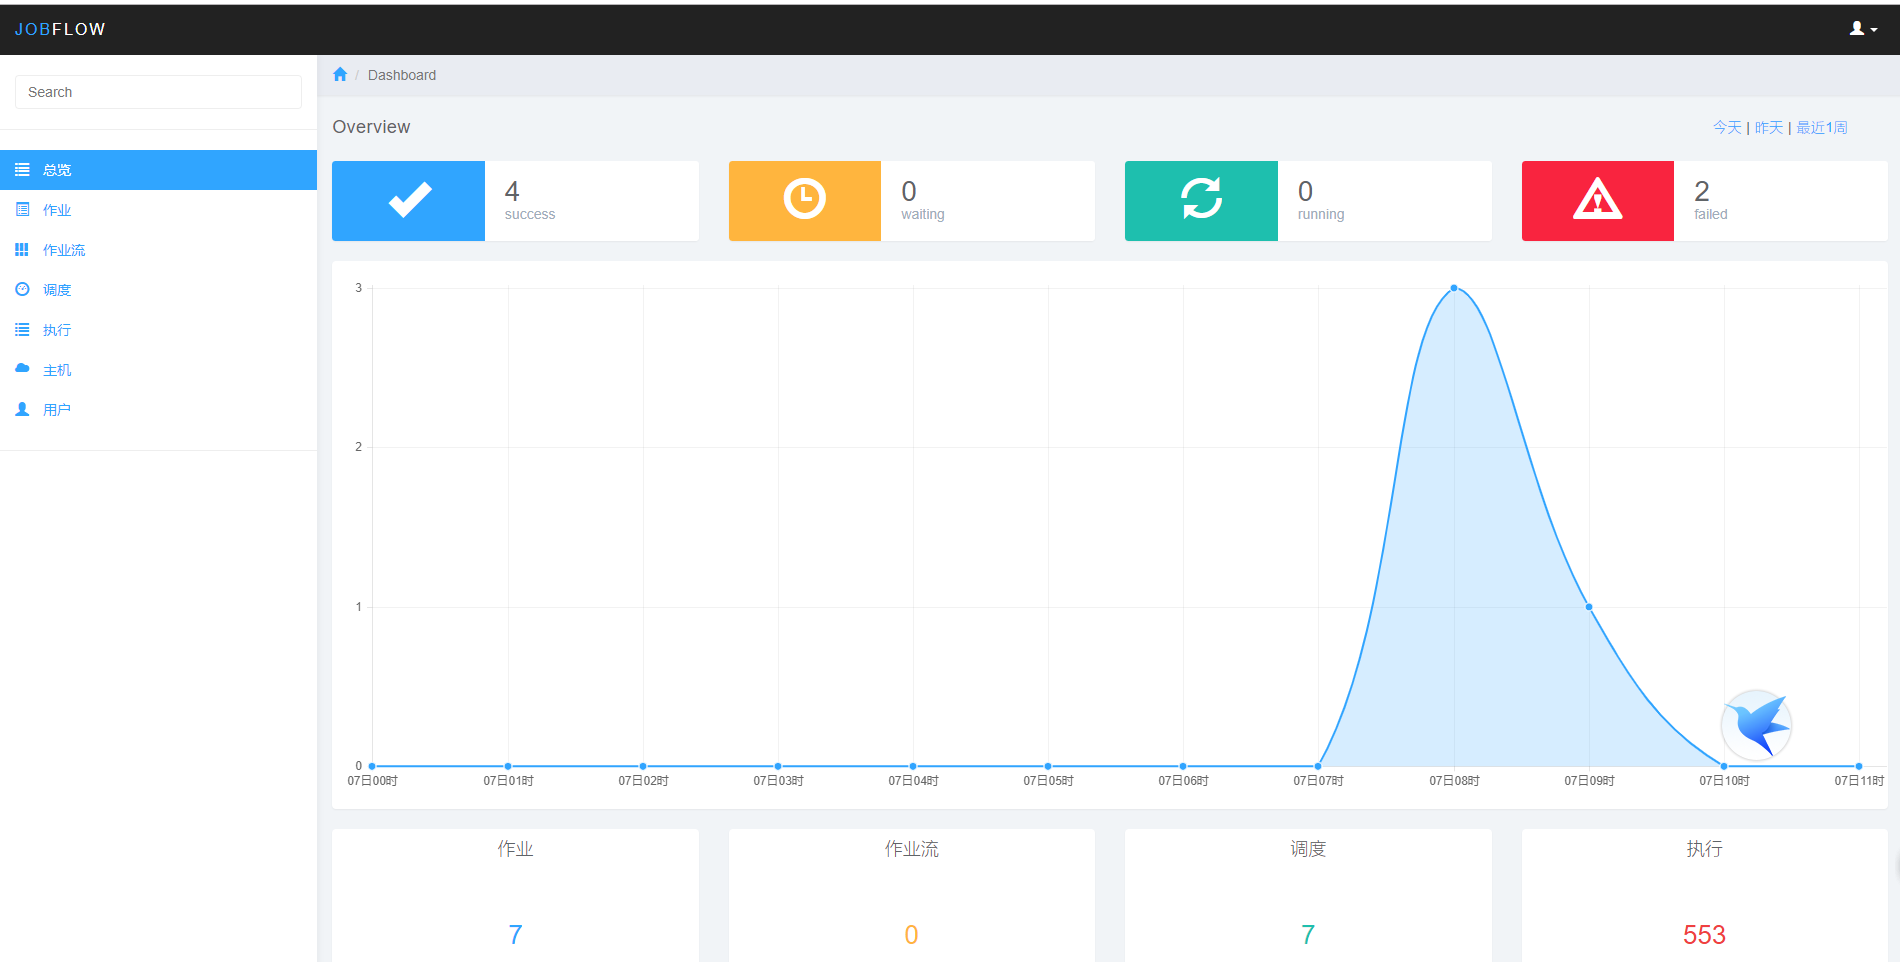 JOBFLOW
Search
/ Dashboard
总览
作业
作业流
调度
执行
主机
用户
Overview
今天 | 昨天 | 最近1周
4
success
0
waiting
0
running
2
failed
3
2
1
0
07日00时 07日01时 07日02时 07日03时 07日04时 07日05时 07日06时 07日07时 07日08时 07日09时 07日10时 07日11时
作业
7
作业流
0
调度
7
执行
553